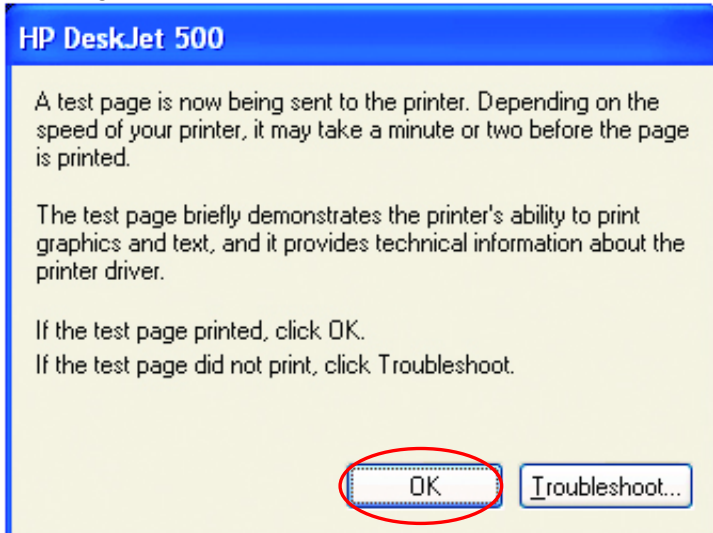 HP DeskJet 500
A test page is now being sent to the printer. Depending on the
speed of your printer, it may take a minute or two before the page
is printed.
The test page briefly demonstrates the printer's ability to print
graphics and text, and it provides technical information about the
printer driver.
If the test page printed, click OK.
If the test page did not print, click Troubleshoot.
OK
Troubleshoot...